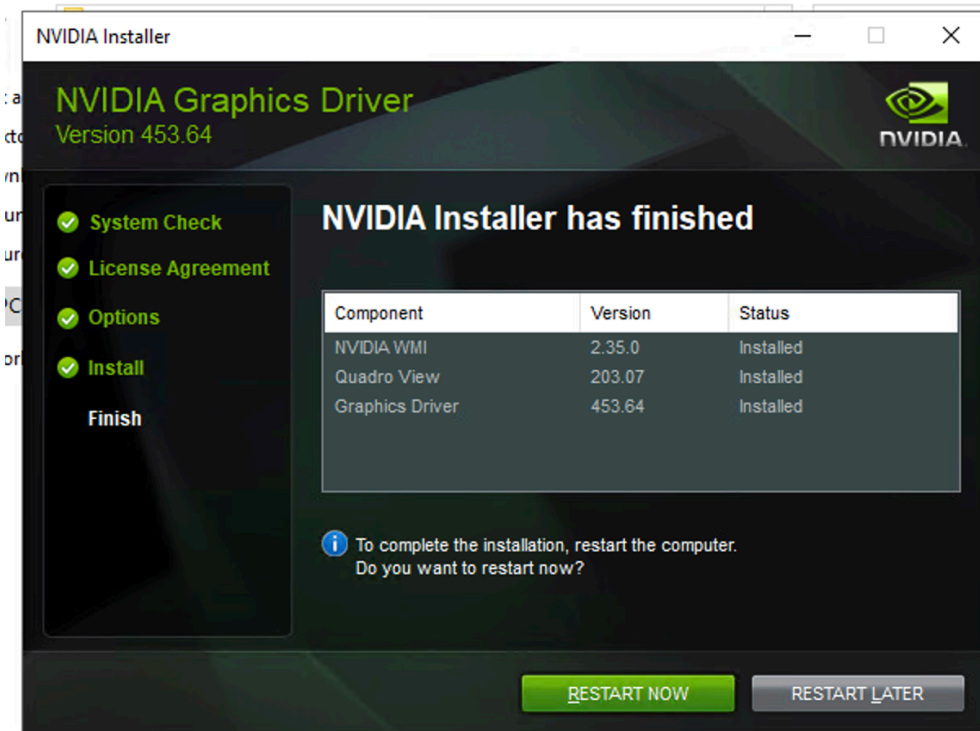 NVIDIA Installer
NVIDIA Graphics Driver
Version 453.64
NVIDIA
System Check
License Agreement
Options
Install
Finish
NVIDIA Installer has finished
Component Version Status
NVIDIA WMI 2.35.0 Installed
Quadro View 203.07 Installed
Graphics Driver 453.64 Installed
To complete the installation, restart the computer.
Do you want to restart now?
RESTART NOW RESTART LATER